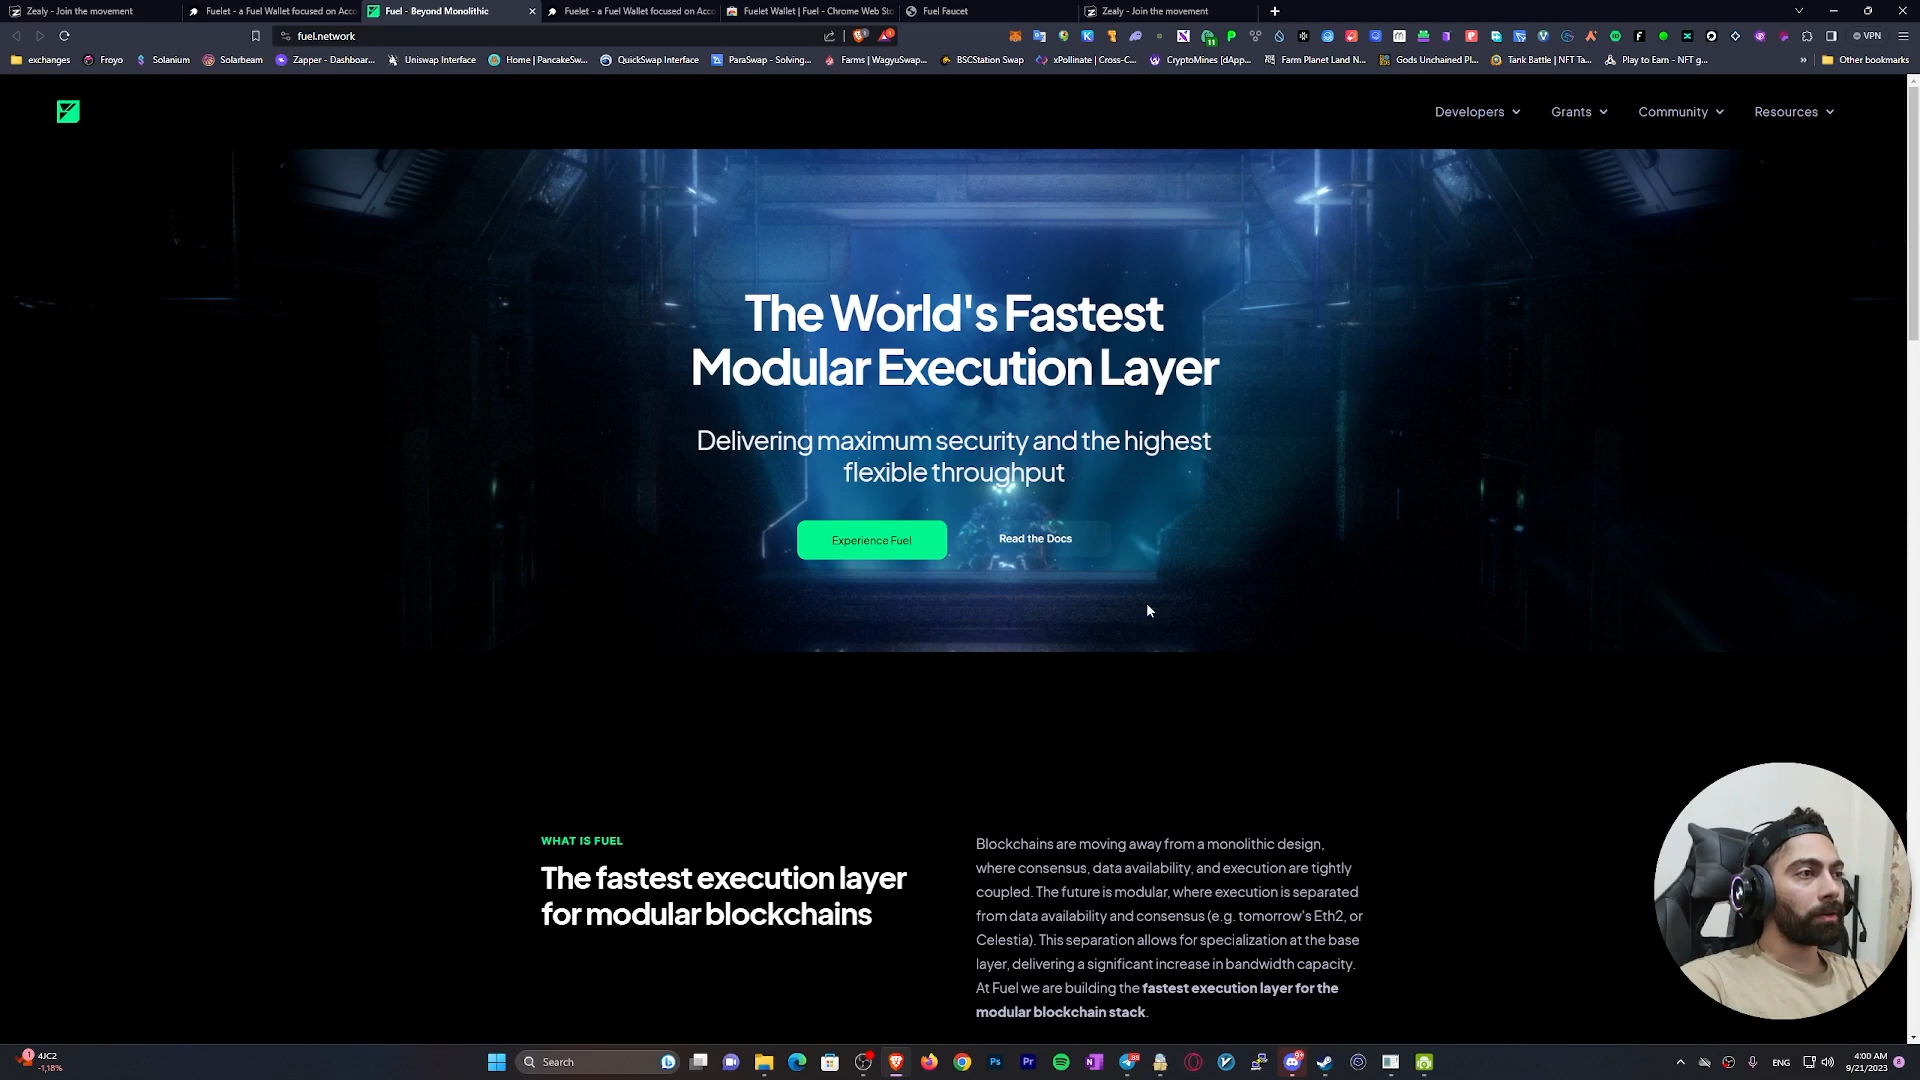 Zealy - Join the movement
Fuelet - a Fuel Wallet focused on Acco
Fuel - Beyond Monolithic
Fuelet - a Fuel Wallet focused on Acco
Fuelet Wallet | Fuel - Chrome Web Sto
Fuel Faucet
Zealy - Join the movement
fuel.network
VPN
exchanges
Froyo
Solanium
Solarbeam
Zapper - Dashboar...
Uniswap Interface
Home | PancakeSw...
QuickSwap Interface
ParaSwap - Solving...
Farms | WagyuSwap...
BSCStation Swap
xPollinate | Cross-C...
CryptoMines [dApp...
Farm Planet Land N...
Gods Unchained Pl...
Tank Battle | NFT Ta...
Play to Earn - NFT g...
Other bookmarks
Developers
Grants
Community
Resources
The World's Fastest
Modular Execution Layer
Delivering maximum security and the highest
flexible throughput
Experience Fuel
Read the Docs
WHAT IS FUEL
The fastest execution layer
for modular blockchains
Blockchains are moving away from a monolithic design,
where consensus, data availability, and execution are tightly
coupled. The future is modular, where execution is separated
from data availability and consensus (e.g. tomorrow's Eth2, or
Celestia). This separation allows for specialization at the base
layer, delivering a significant increase in bandwidth capacity.
At Fuel we are building the fastest execution layer for the
modular blockchain stack.
4JC2
-1,18%
Search
ENG
4:00 AM
9/21/2023